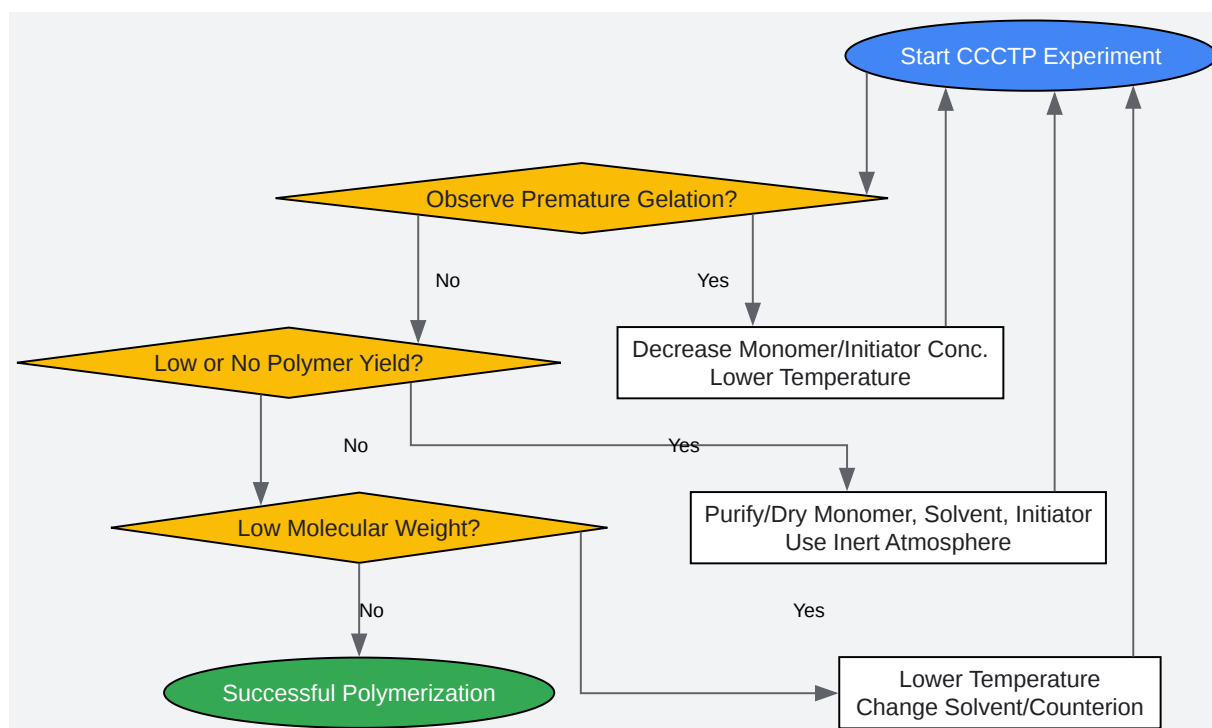 Start CCCTP Experiment
Observe Premature Gelation?
No
Yes
Decrease Monomer/Initiator Conc.
Lower Temperature
Low or No Polymer Yield?
No
Yes
Purify/Dry Monomer, Solvent, Initiator
Use Inert Atmosphere
Low Molecular Weight?
No
Yes
Successful Polymerization
Lower Temperature
Change Solvent/Counterion